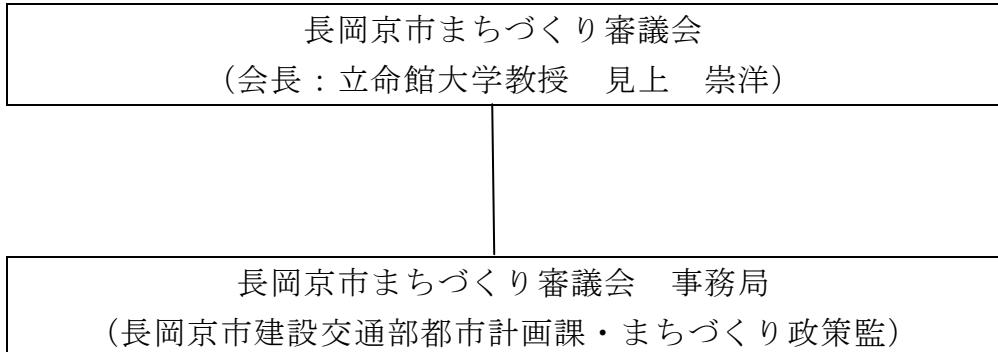 長岡京市まちづくり審議会
（会長：立命館大学教授　見上　崇洋）
長岡京市まちづくり審議会　事務局
（長岡京市建設交通部都市計画課・まちづくり政策監）